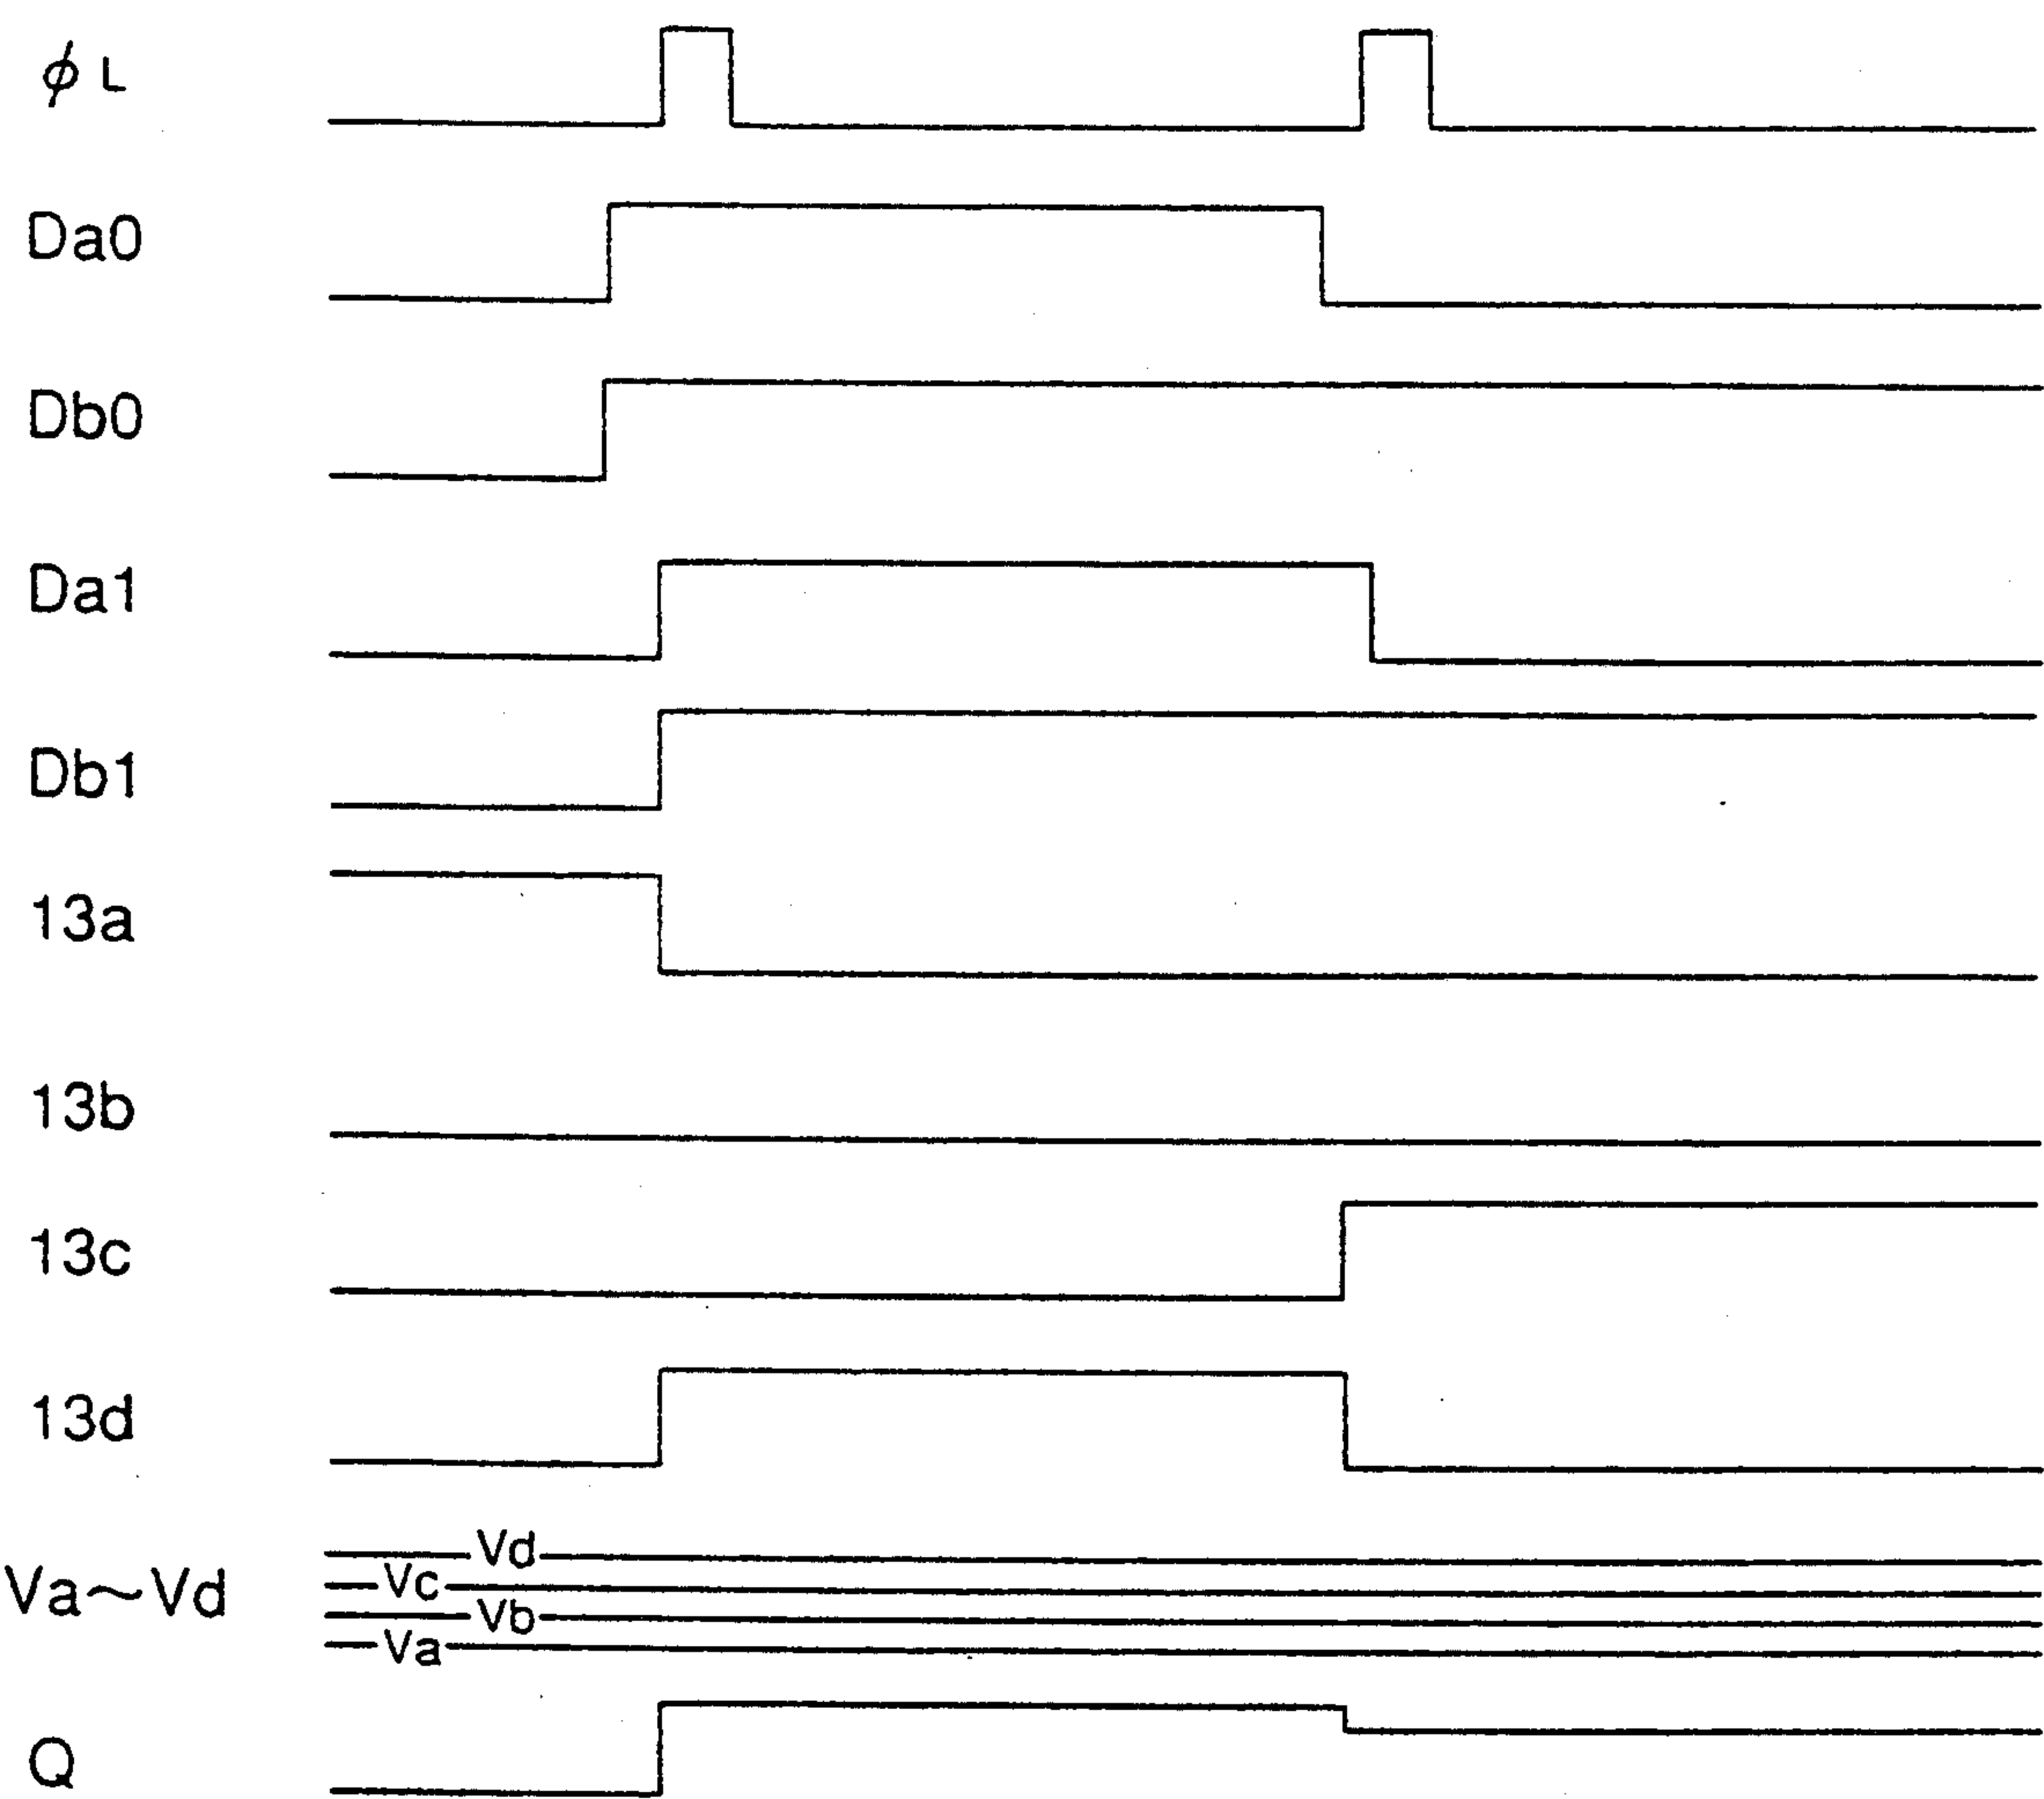 ϕL
Da0
Db0
Da1
Db1
13a
13b
13c
13d
Va~Vd
Vd
Vc
Vb
Va
Q